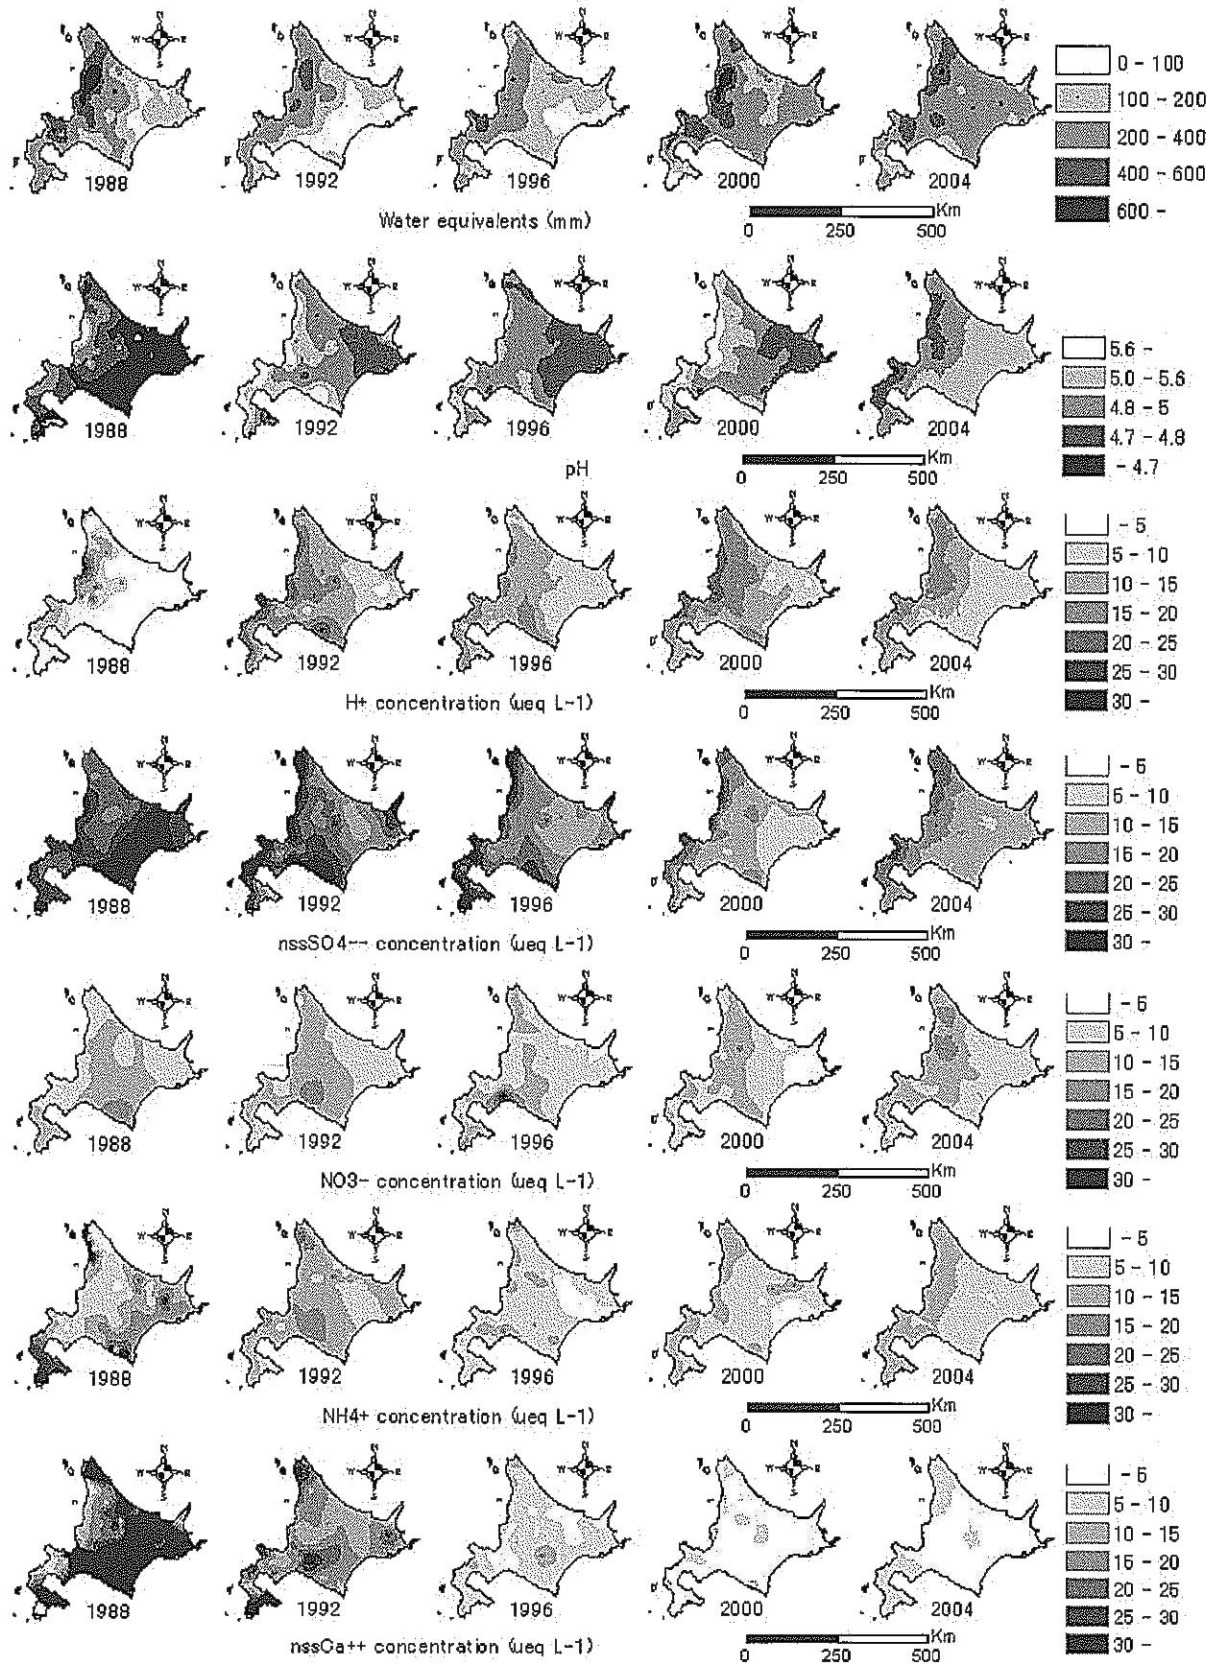 0 - 100
100 - 200
200 - 400
400 - 600
600 -
1988
1992
1996
2000
2004
Water equivalents (mm)
Km
0 250 500
5.6 -
5.0 - 5.6
4.8 - 5
4.7 - 4.8
- 4.7
1988
1992
1996
2000
2004
pH
Km
0 250 500
- 5
5 - 10
10 - 15
15 - 20
20 - 25
25 - 30
30 -
1988
1992
1996
2000
2004
H+ concentration (ueq L-1)
Km
0 250 500
- 5
5 - 10
10 - 15
15 - 20
20 - 25
25 - 30
30 -
1988
1992
1996
2000
2004
nssSO4-- concentration (ueq L-1)
Km
0 250 500
- 5
5 - 10
10 - 15
15 - 20
20 - 25
25 - 30
30 -
1988
1992
1996
2000
2004
NO3- concentration (ueq L-1)
Km
0 250 500
- 5
5 - 10
10 - 15
15 - 20
20 - 25
25 - 30
30 -
1988
1992
1996
2000
2004
NH4+ concentration (ueq L-1)
Km
0 250 500
- 5
5 - 10
10 - 15
15 - 20
20 - 25
25 - 30
30 -
1988
1992
1996
2000
2004
nssCa++ concentration (ueq L-1)
Km
0 250 500